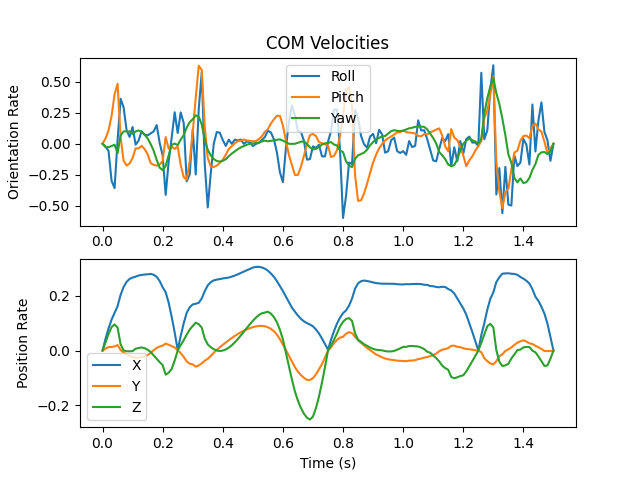 COM Velocities
Orientation Rate
0.50
0.25
0.00
−0.25
−0.50
Roll
Pitch
Yaw
0.0 0.2 0.4 0.6 0.8 1.0 1.2 1.4
Position Rate
0.2
0.0
−0.2
X
Y
Z
0.0 0.2 0.4 0.6 0.8 1.0 1.2 1.4
Time (s)